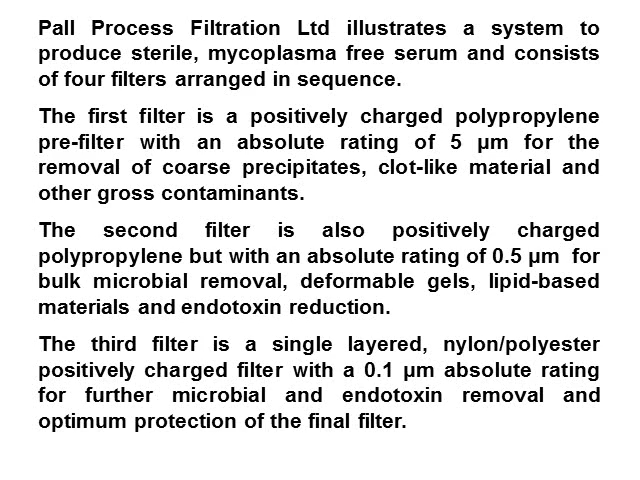 Pall Process Filtration Ltd illustrates a system to
produce sterile, mycoplasma free serum and consists
of four filters arranged in sequence.
The first filter is a positively charged polypropylene
pre-filter with an absolute rating of 5 µm for the
removal of coarse precipitates, clot-like material and
other gross contaminants.
The second filter is also positively charged
polypropylene but with an absolute rating of 0.5 µm for
bulk microbial removal, deformable gels, lipid-based
materials and endotoxin reduction.
The third filter is a single layered, nylon/polyester
positively charged filter with a 0.1 µm absolute rating
for further microbial and endotoxin removal and
optimum protection of the final filter.